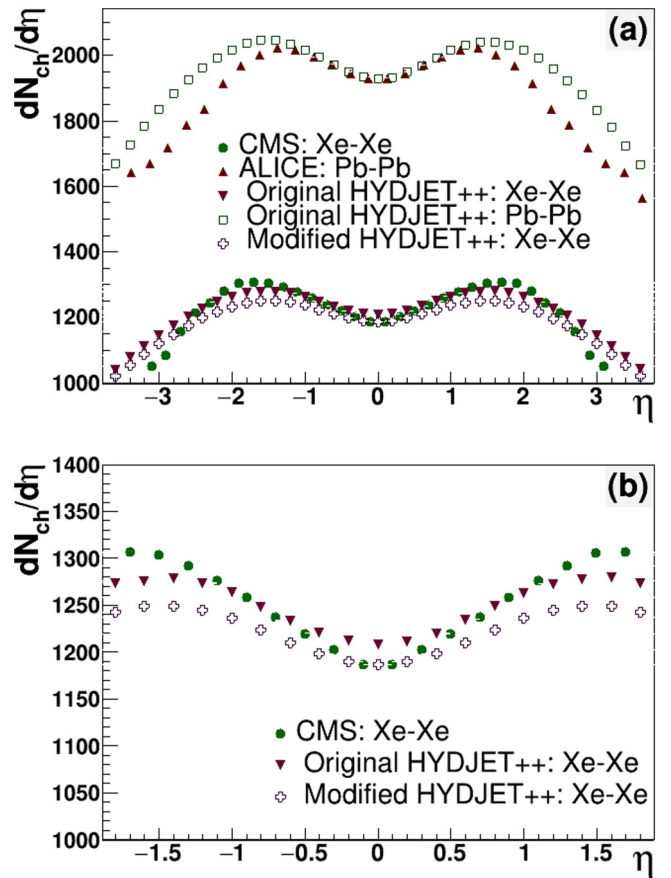 (a)
dN_ch/dη
2000
1800
1600
1400
1200
1000
CMS: Xe-Xe
ALICE: Pb-Pb
Original HYDJET++: Xe-Xe
Original HYDJET++: Pb-Pb
Modified HYDJET++: Xe-Xe
−3 −2 −1 0 1 2 3 η
(b)
dN_ch/dη
1400
1350
1300
1250
1200
1150
1100
1050
1000
CMS: Xe-Xe
Original HYDJET++: Xe-Xe
Modified HYDJET++: Xe-Xe
−1.5 −1 −0.5 0 0.5 1 1.5 η